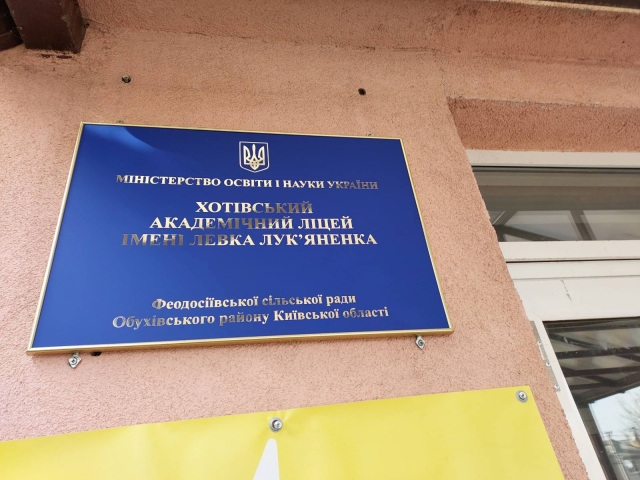 МІНІСТЕРСТВО ОСВІТИ І НАУКИ УКРАЇНИ
ХОТІВСЬКИЙ
АКАДЕМІЧНИЙ ЛІЦЕЙ
ІМЕНІ ЛЕВКА ЛУК'ЯНЕНКА
Феодосіївської сільської ради
Обухівського району Київської області